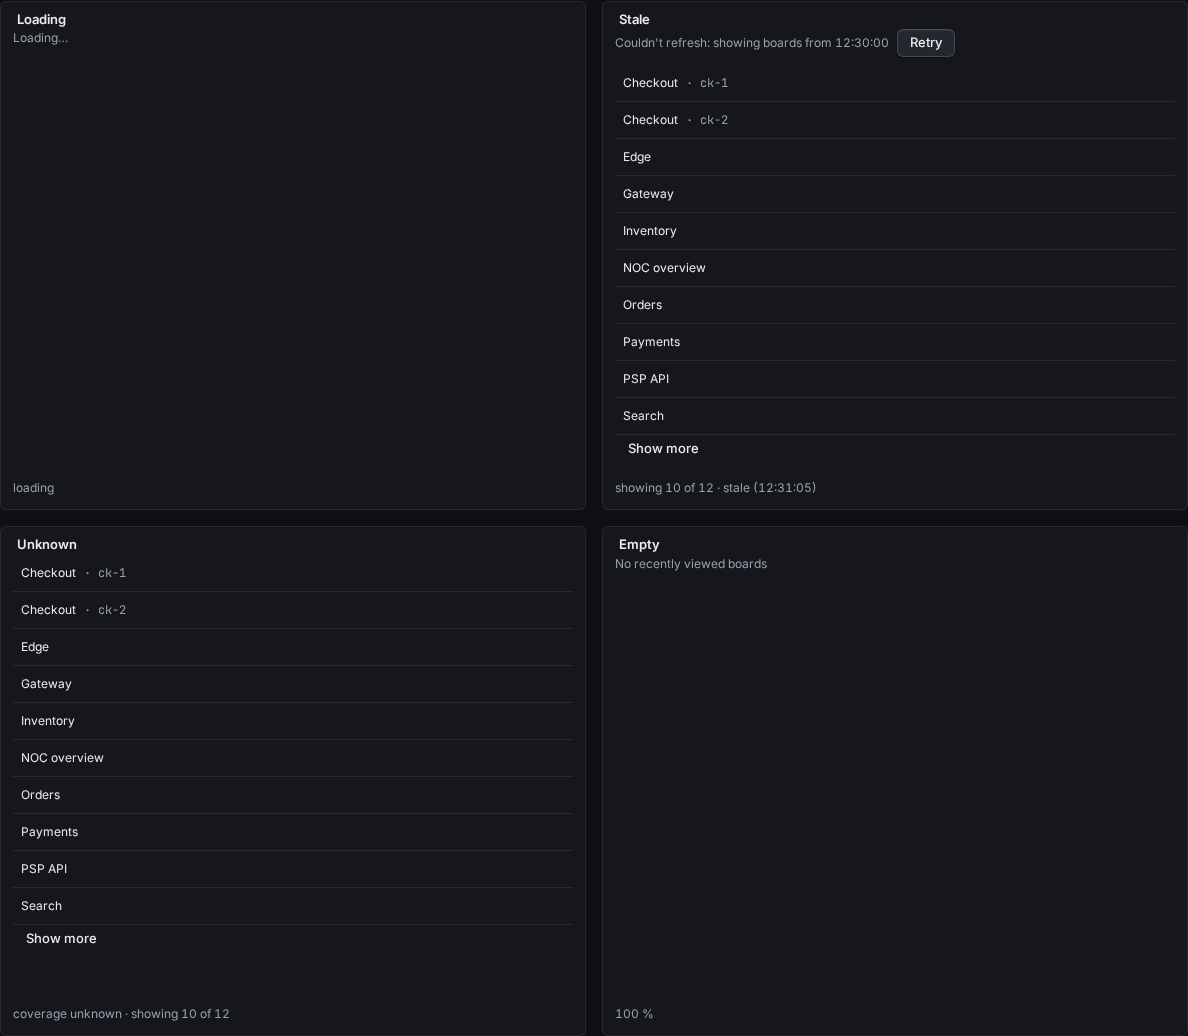 Loading
Loading...
loading
Stale
Couldn't refresh: showing boards from 12:30:00 Retry
Checkout · ck-1
Checkout · ck-2
Edge
Gateway
Inventory
NOC overview
Orders
Payments
PSP API
Search
Show more
showing 10 of 12 · stale (12:31:05)
Unknown
Checkout · ck-1
Checkout · ck-2
Edge
Gateway
Inventory
NOC overview
Orders
Payments
PSP API
Search
Show more
coverage unknown · showing 10 of 12
Empty
No recently viewed boards
100 %